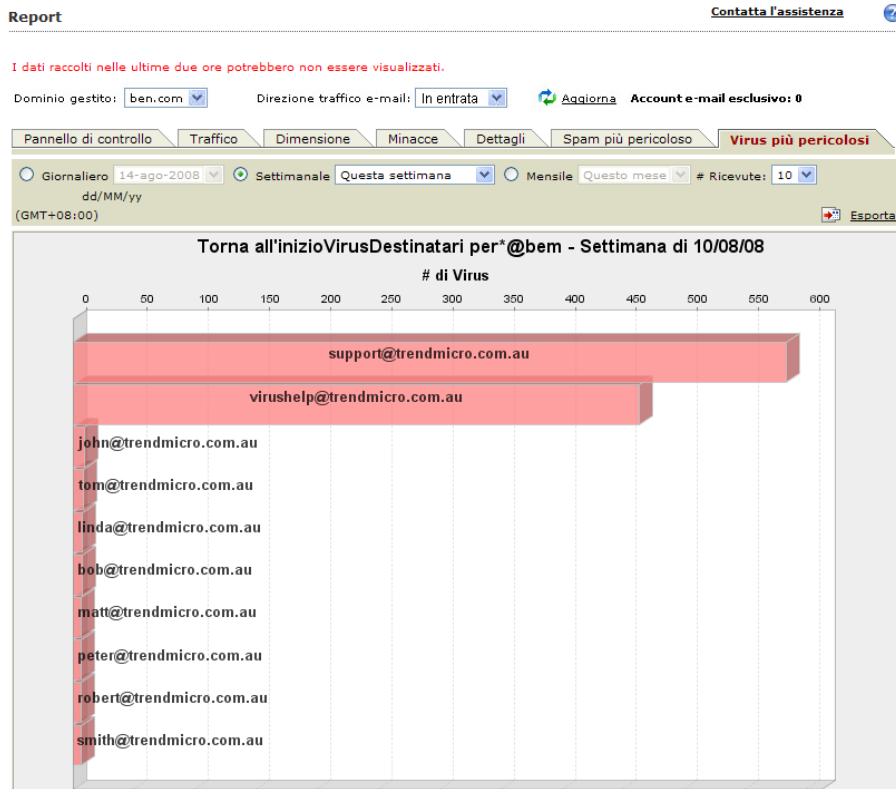 Report
Contatta l'assistenza
?
I dati raccolti nelle ultime due ore potrebbero non essere visualizzati.
Dominio gestito: ben.com Direzione traffico e-mail: In entrata Aggiorna Account e-mail esclusivo: 0
Pannello di controllo Traffico Dimensione Minacce Dettagli Spam più pericoloso Virus più pericolosi
Giornaliero 14-ago-2008 Settimanale Questa settimana Mensile Questo mese # Ricevute: 10
dd/MM/yy
(GMT+08:00)
Esporta
Torna all'inizioVirusDestinatari per*@bem - Settimana di 10/08/08
# di Virus
0 50 100 150 200 250 300 350 400 450 500 550 600
support@trendmicro.com.au
virushelp@trendmicro.com.au
john@trendmicro.com.au
tom@trendmicro.com.au
linda@trendmicro.com.au
bob@trendmicro.com.au
matt@trendmicro.com.au
peter@trendmicro.com.au
robert@trendmicro.com.au
smith@trendmicro.com.au